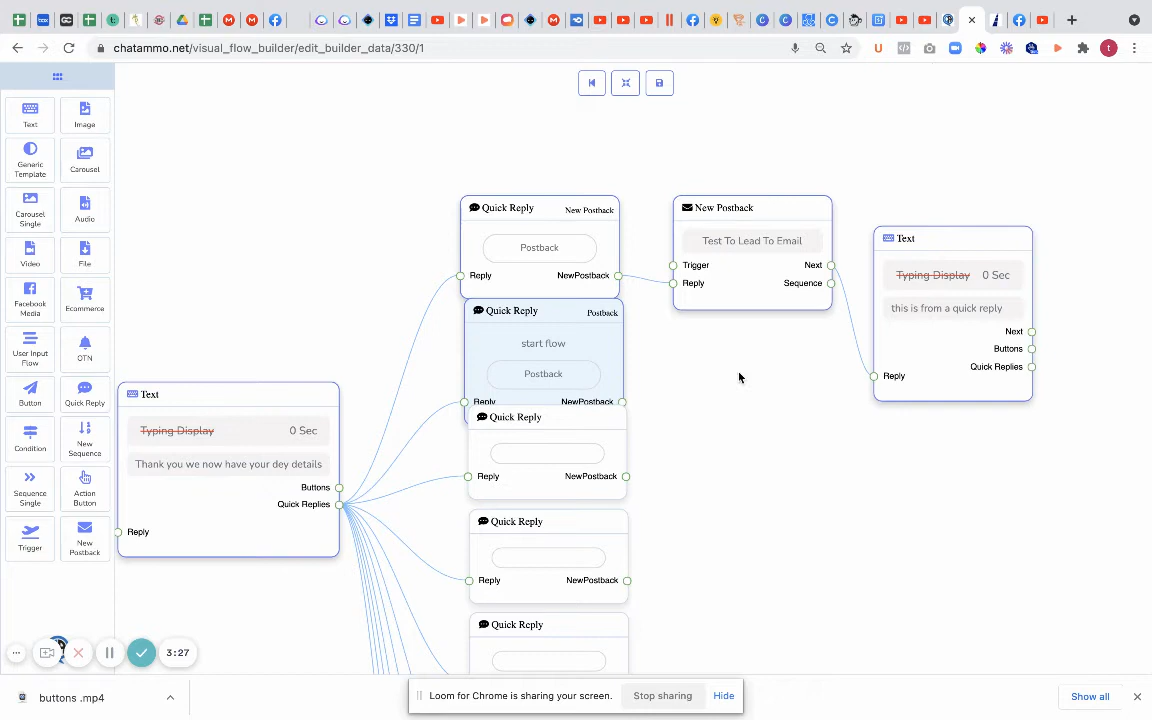 chatammo.net/visual_flow_builder/edit_builder_data/330/1
Text
Image
Generic
Template
Carousel
Carousel
Single
Audio
Video
File
Facebook
Media
Ecommerce
User Input
Flow
OTN
Button
Quick Reply
Condition
New
Sequence
Sequence
Single
Action
Button
Trigger
New
Postback
Text
Typing Display 0 Sec
Thank you we now have your dey details
Buttons
Quick Replies
Reply
Quick Reply New Postback
Postback
Reply NewPostback
Quick Reply Postback
start flow
Postback
Reply NewPostback
Quick Reply
Reply NewPostback
Quick Reply
Reply NewPostback
Quick Reply
New Postback
Test To Lead To Email
Trigger Next
Reply Sequence
Text
Typing Display 0 Sec
this is from a quick reply
Next
Buttons
Quick Replies
Reply
3:27
buttons .mp4
Loom for Chrome is sharing your screen. Stop sharing Hide
Show all